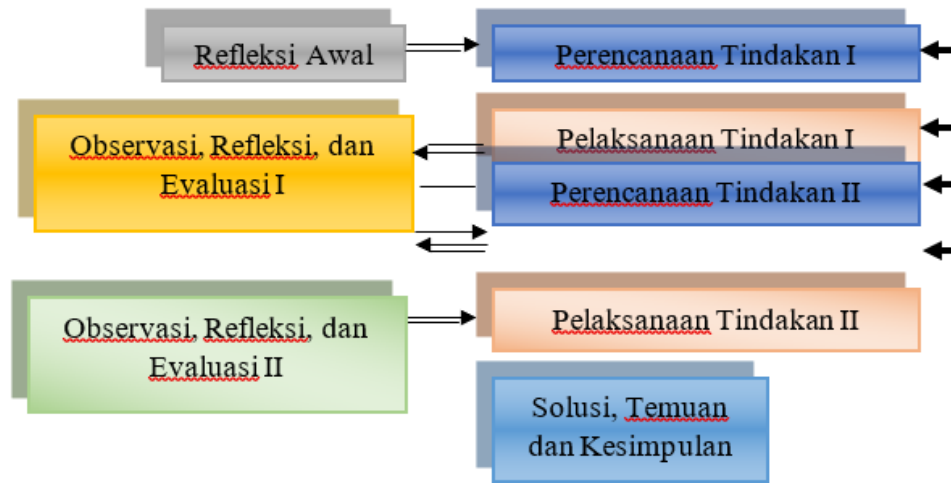 Refleksi Awal
Perencanaan Tindakan I
Observasi, Refleksi, dan
Evaluasi I
Pelaksanaan Tindakan I
Perencanaan Tindakan II
Observasi, Refleksi, dan
Evaluasi II
Pelaksanaan Tindakan II
Solusi, Temuan
dan Kesimpulan